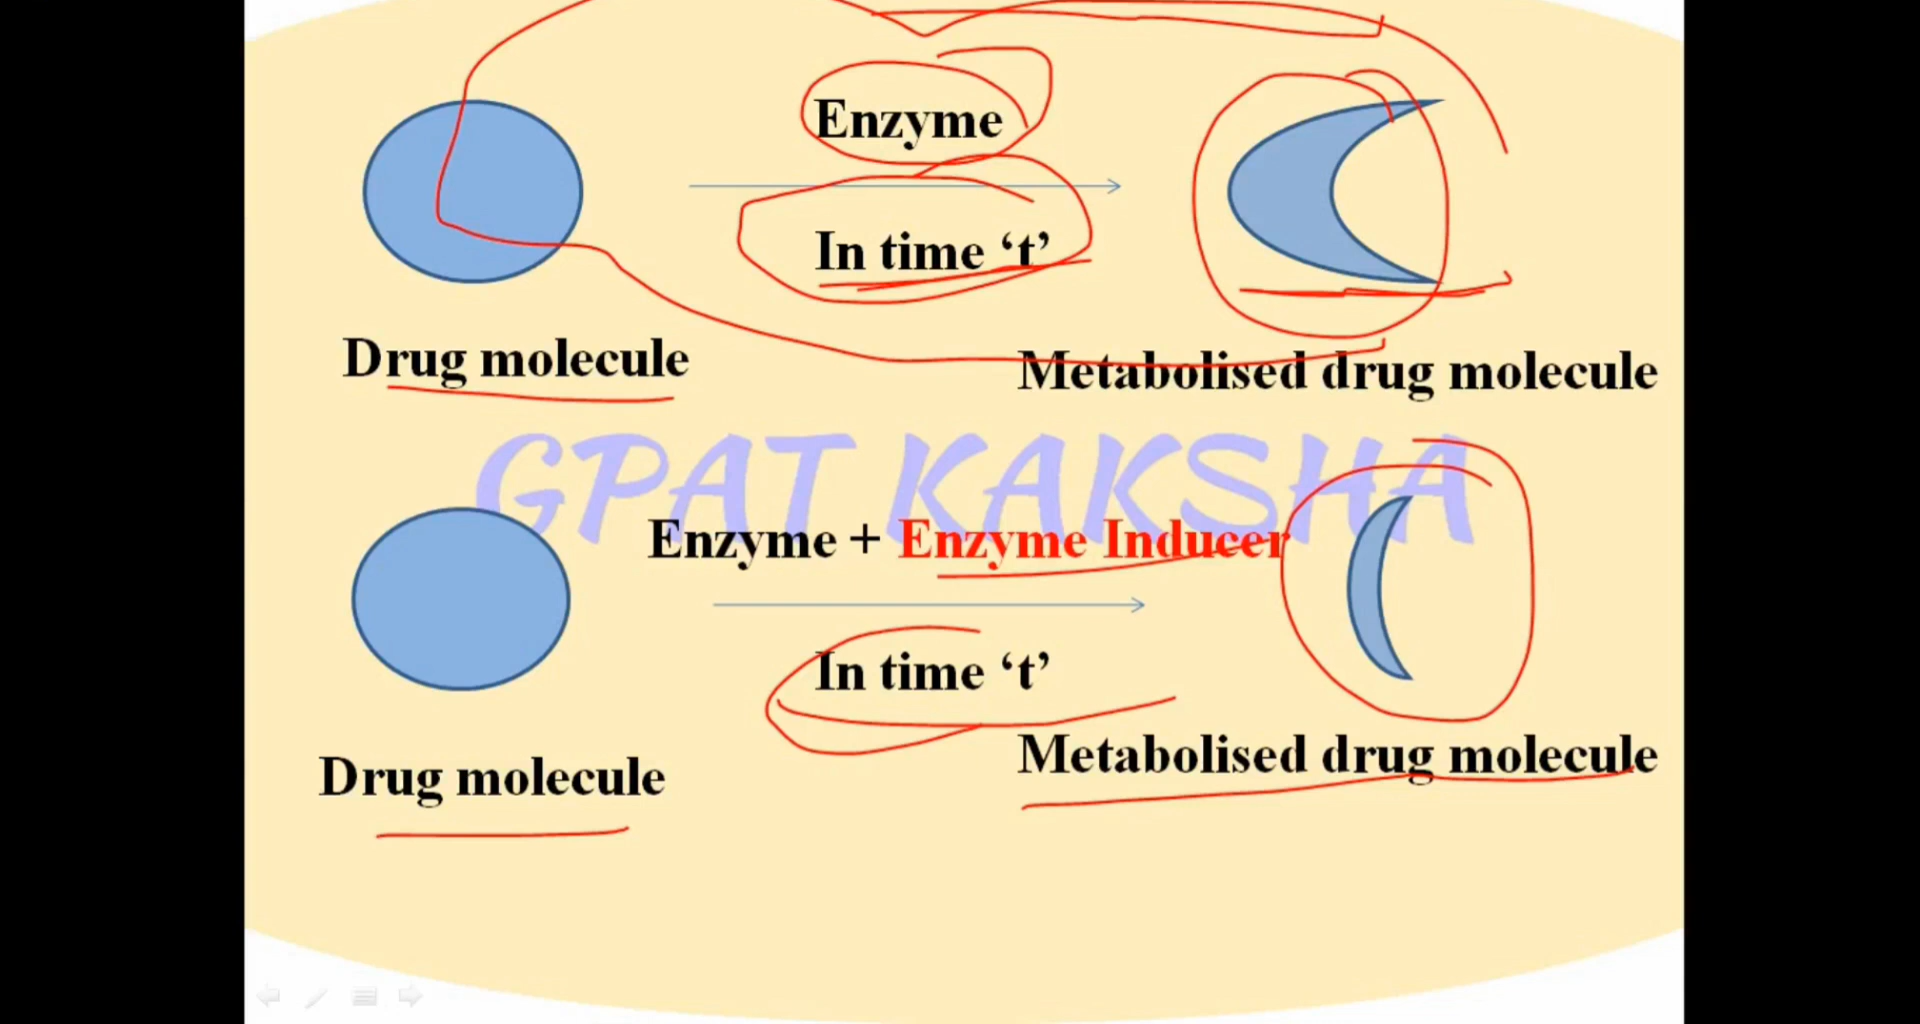 Enzyme
In time ‘t’
Drug molecule
Metabolised drug molecule
GPAT KAKSHA
Enzyme + Enzyme Inducer
In time ‘t’
Drug molecule
Metabolised drug molecule